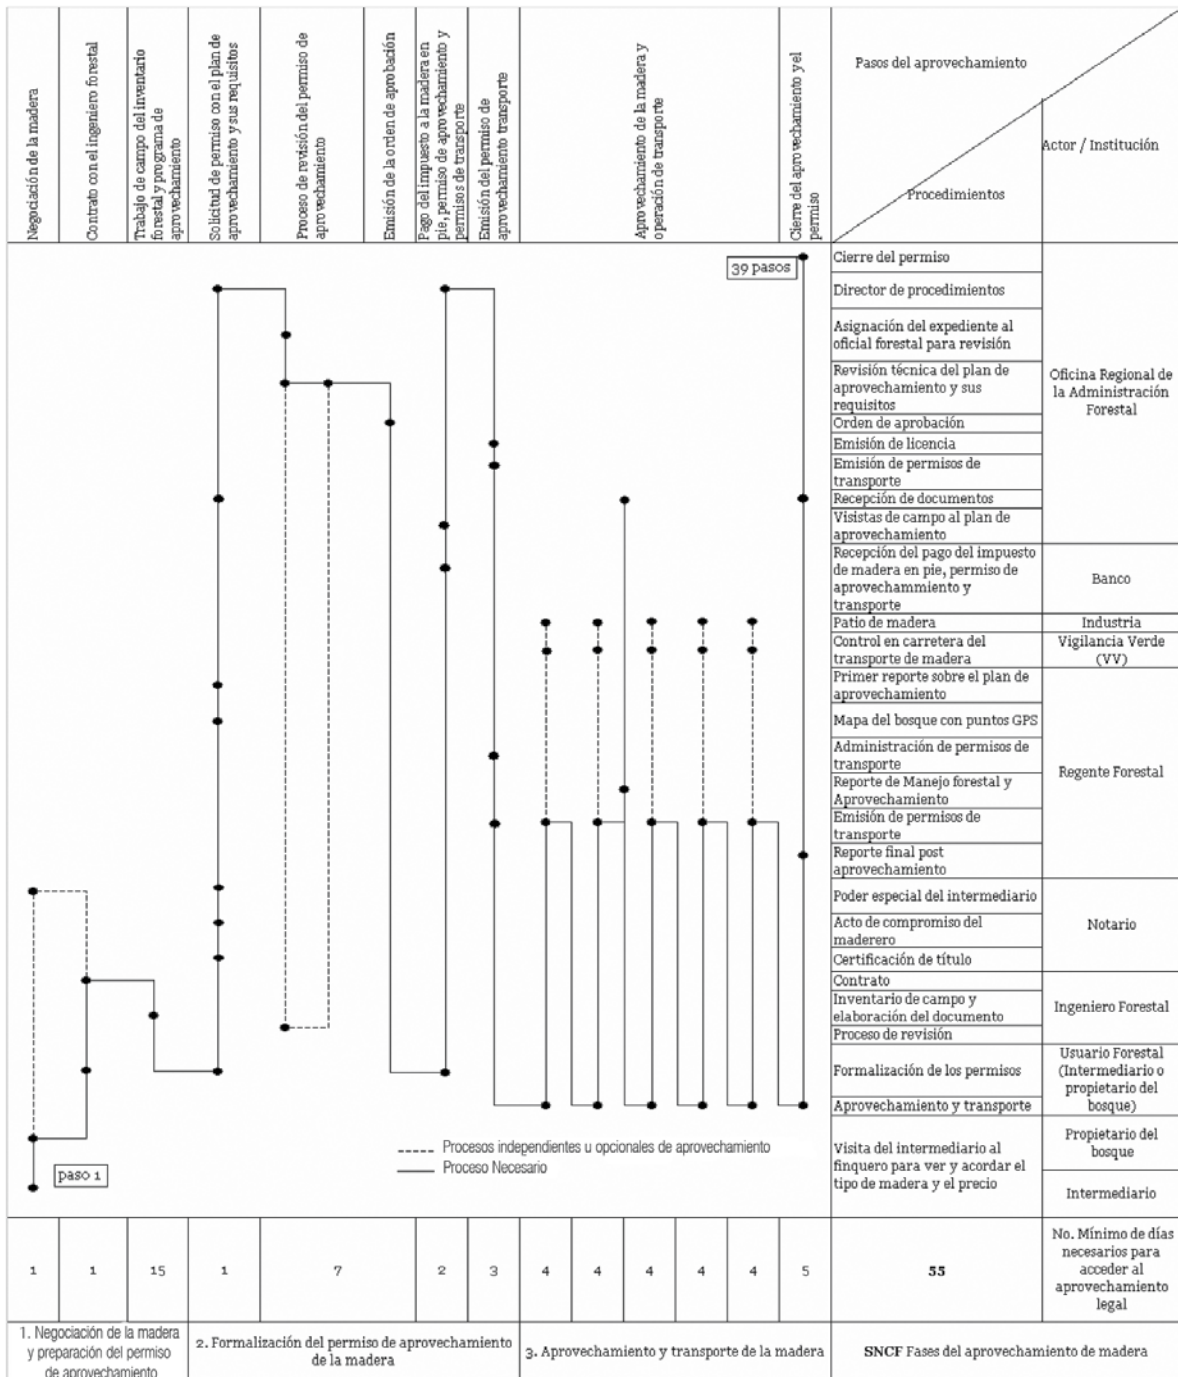 Negociación de la madera
Contrato con el ingeniero forestal
Trabajo de campo del inventario
forestal y programa de
aprovechamiento
Solicitud de permiso con el plan de
aprovechamiento y sus requisitos
Proceso de revisión del permiso de
aprovechamiento
Emisión de la orden de aprobación
Pago del impuesto a la madera en
pie, permiso de aprovechamiento y
permisos de transporte
Emisión del permiso de
aprovechamiento transporte
Aprovechamiento de la madera y
operación de transporte
Cierre del aprovechamiento y el
permiso
Pasos del aprovechamiento
Actor / Institución
Procedimientos
39 pasos
Cierre del permiso
Director de procedimientos
Asignación del expediente al
oficial forestal para revisión
Revisión técnica del plan de
aprovechamiento y sus
requisitos
Orden de aprobación
Emisión de licencia
Emisión de permisos de
transporte
Recepción de documentos
Visistas de campo al plan de
aprovechamiento
Oficina Regional de
la Administración
Forestal
Recepción del pago del impuesto
de madera en pie, permiso de
aprovechammiento y
transporte
Banco
Patio de madera
Industria
Control en carretera del
transporte de madera
Vigilancia Verde
(VV)
Primer reporte sobre el plan de
aprovechamiento
Mapa del bosque con puntos GPS
Administración de permisos de
transporte
Reporte de Manejo forestal y
Aprovechamiento
Emisión de permisos de
transporte
Reporte final post
aprovechamiento
Regente Forestal
Poder especial del intermediario
Acto de compromiso del
maderero
Certificación de título
Notario
Contrato
Inventario de campo y
elaboración del documento
Proceso de revisión
Ingeniero Forestal
Formalización de los permisos
Aprovechamiento y transporte
Usuario Forestal
(Intermediario o
propietario del
bosque)
Visita del intermediario al
finquero para ver y acordar el
tipo de madera y el precio
Propietario del
bosque
Intermediario
Procesos independientes u opcionales de aprovechamiento
Proceso Necesario
paso 1
1 1 15 1 7 2 3 4 4 4 4 4 5 55
No. Mínimo de días
necesarios para
acceder al
aprovechamiento
legal
1. Negociación de la madera
y preparación del permiso
de aprovechamiento
2. Formalización del permiso de aprovechamiento
de la madera
3. Aprovechamiento y transporte de la madera
SNCF Fases del aprovechamiento de madera